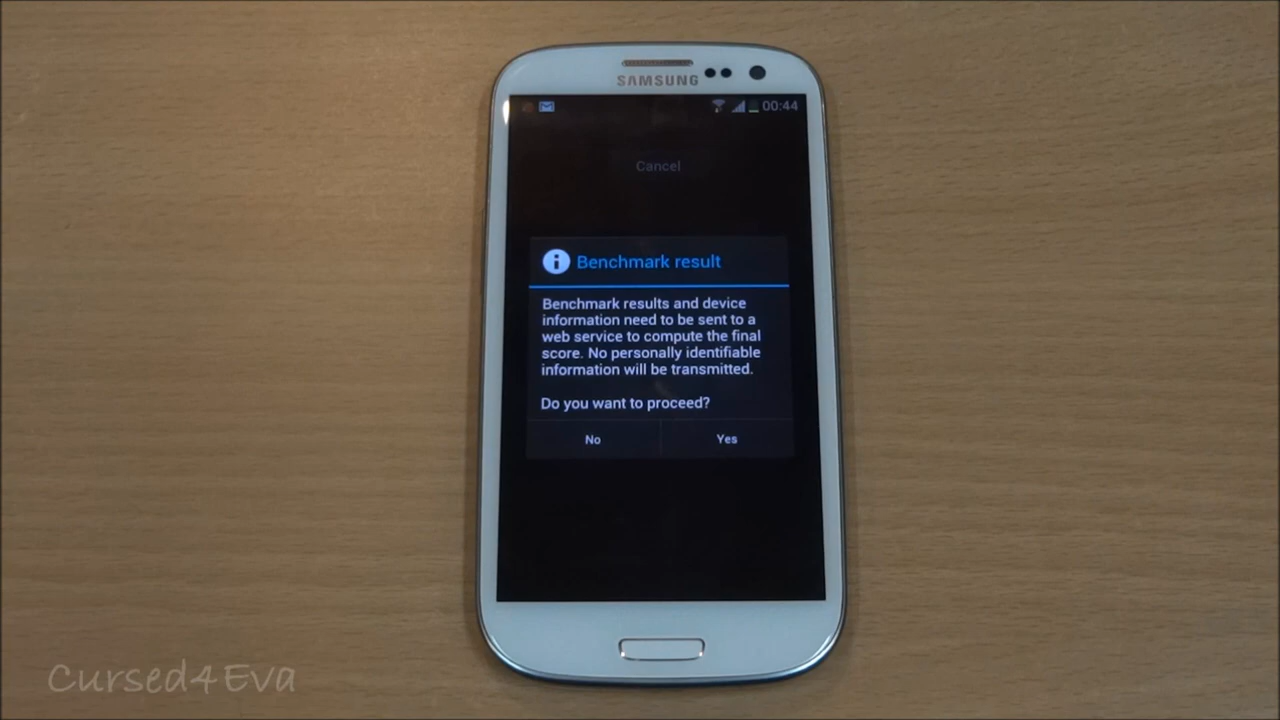 SAMSUNG
00:44
Cancel
Benchmark result
Benchmark results and device
information need to be sent to a
web service to compute the final
score. No personally identifiable
information will be transmitted.
Do you want to proceed?
No Yes
Cursed4Eva